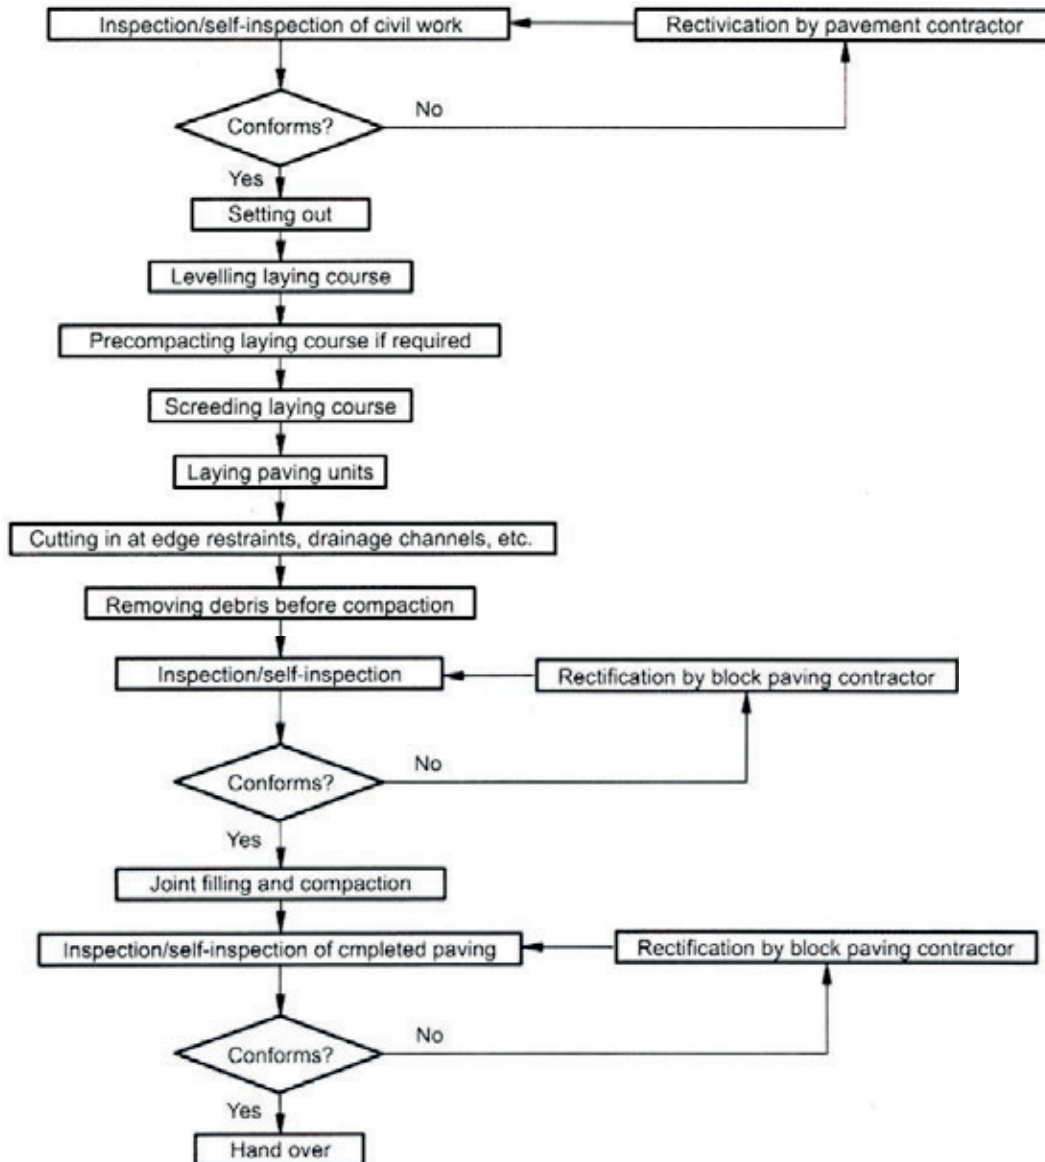 Inspection/self-inspection of civil work
Rectivication by pavement contractor
Conforms?
No
Yes
Setting out
Levelling laying course
Precompacting laying course if required
Screeding laying course
Laying paving units
Cutting in at edge restraints, drainage channels, etc.
Removing debris before compaction
Inspection/self-inspection
Rectification by block paving contractor
Conforms?
No
Yes
Joint filling and compaction
Inspection/self-inspection of cmpleted paving
Rectification by block paving contractor
Conforms?
No
Yes
Hand over